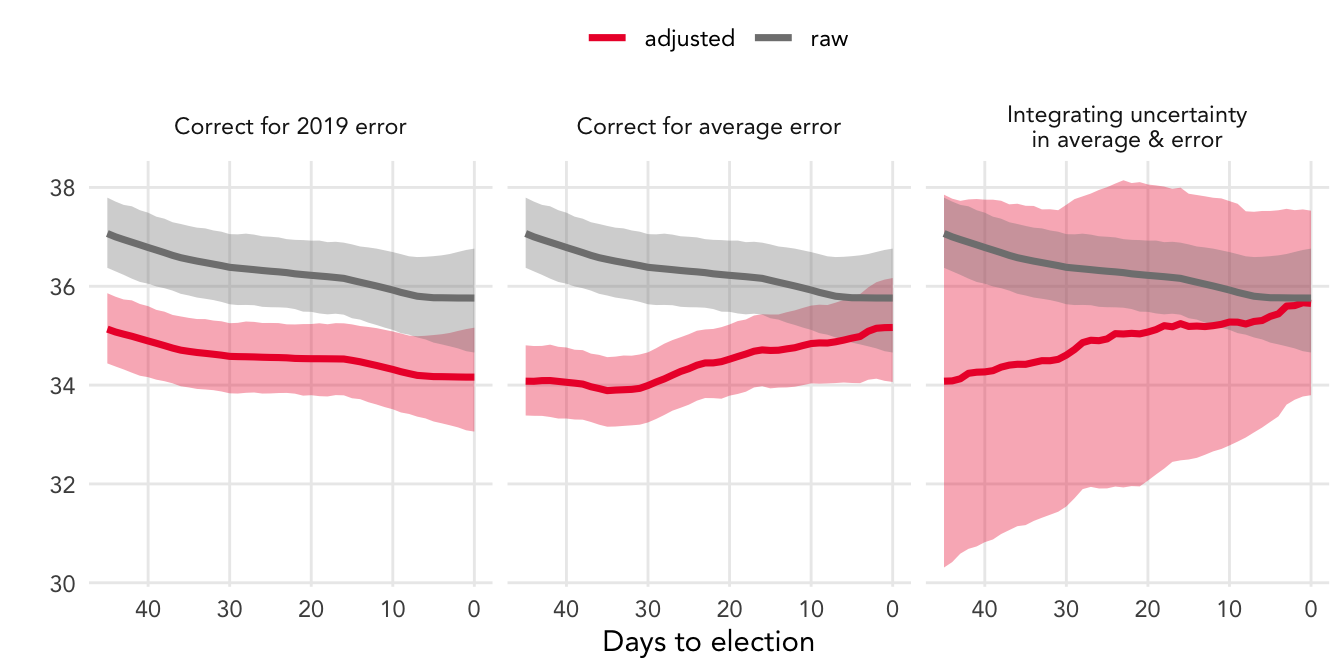 adjusted raw
Correct for 2019 error
Correct for average error
Integrating uncertainty
in average & error
38
36
34
32
30
40 30 20 10 0
40 30 20 10 0
40 30 20 10 0
Days to election